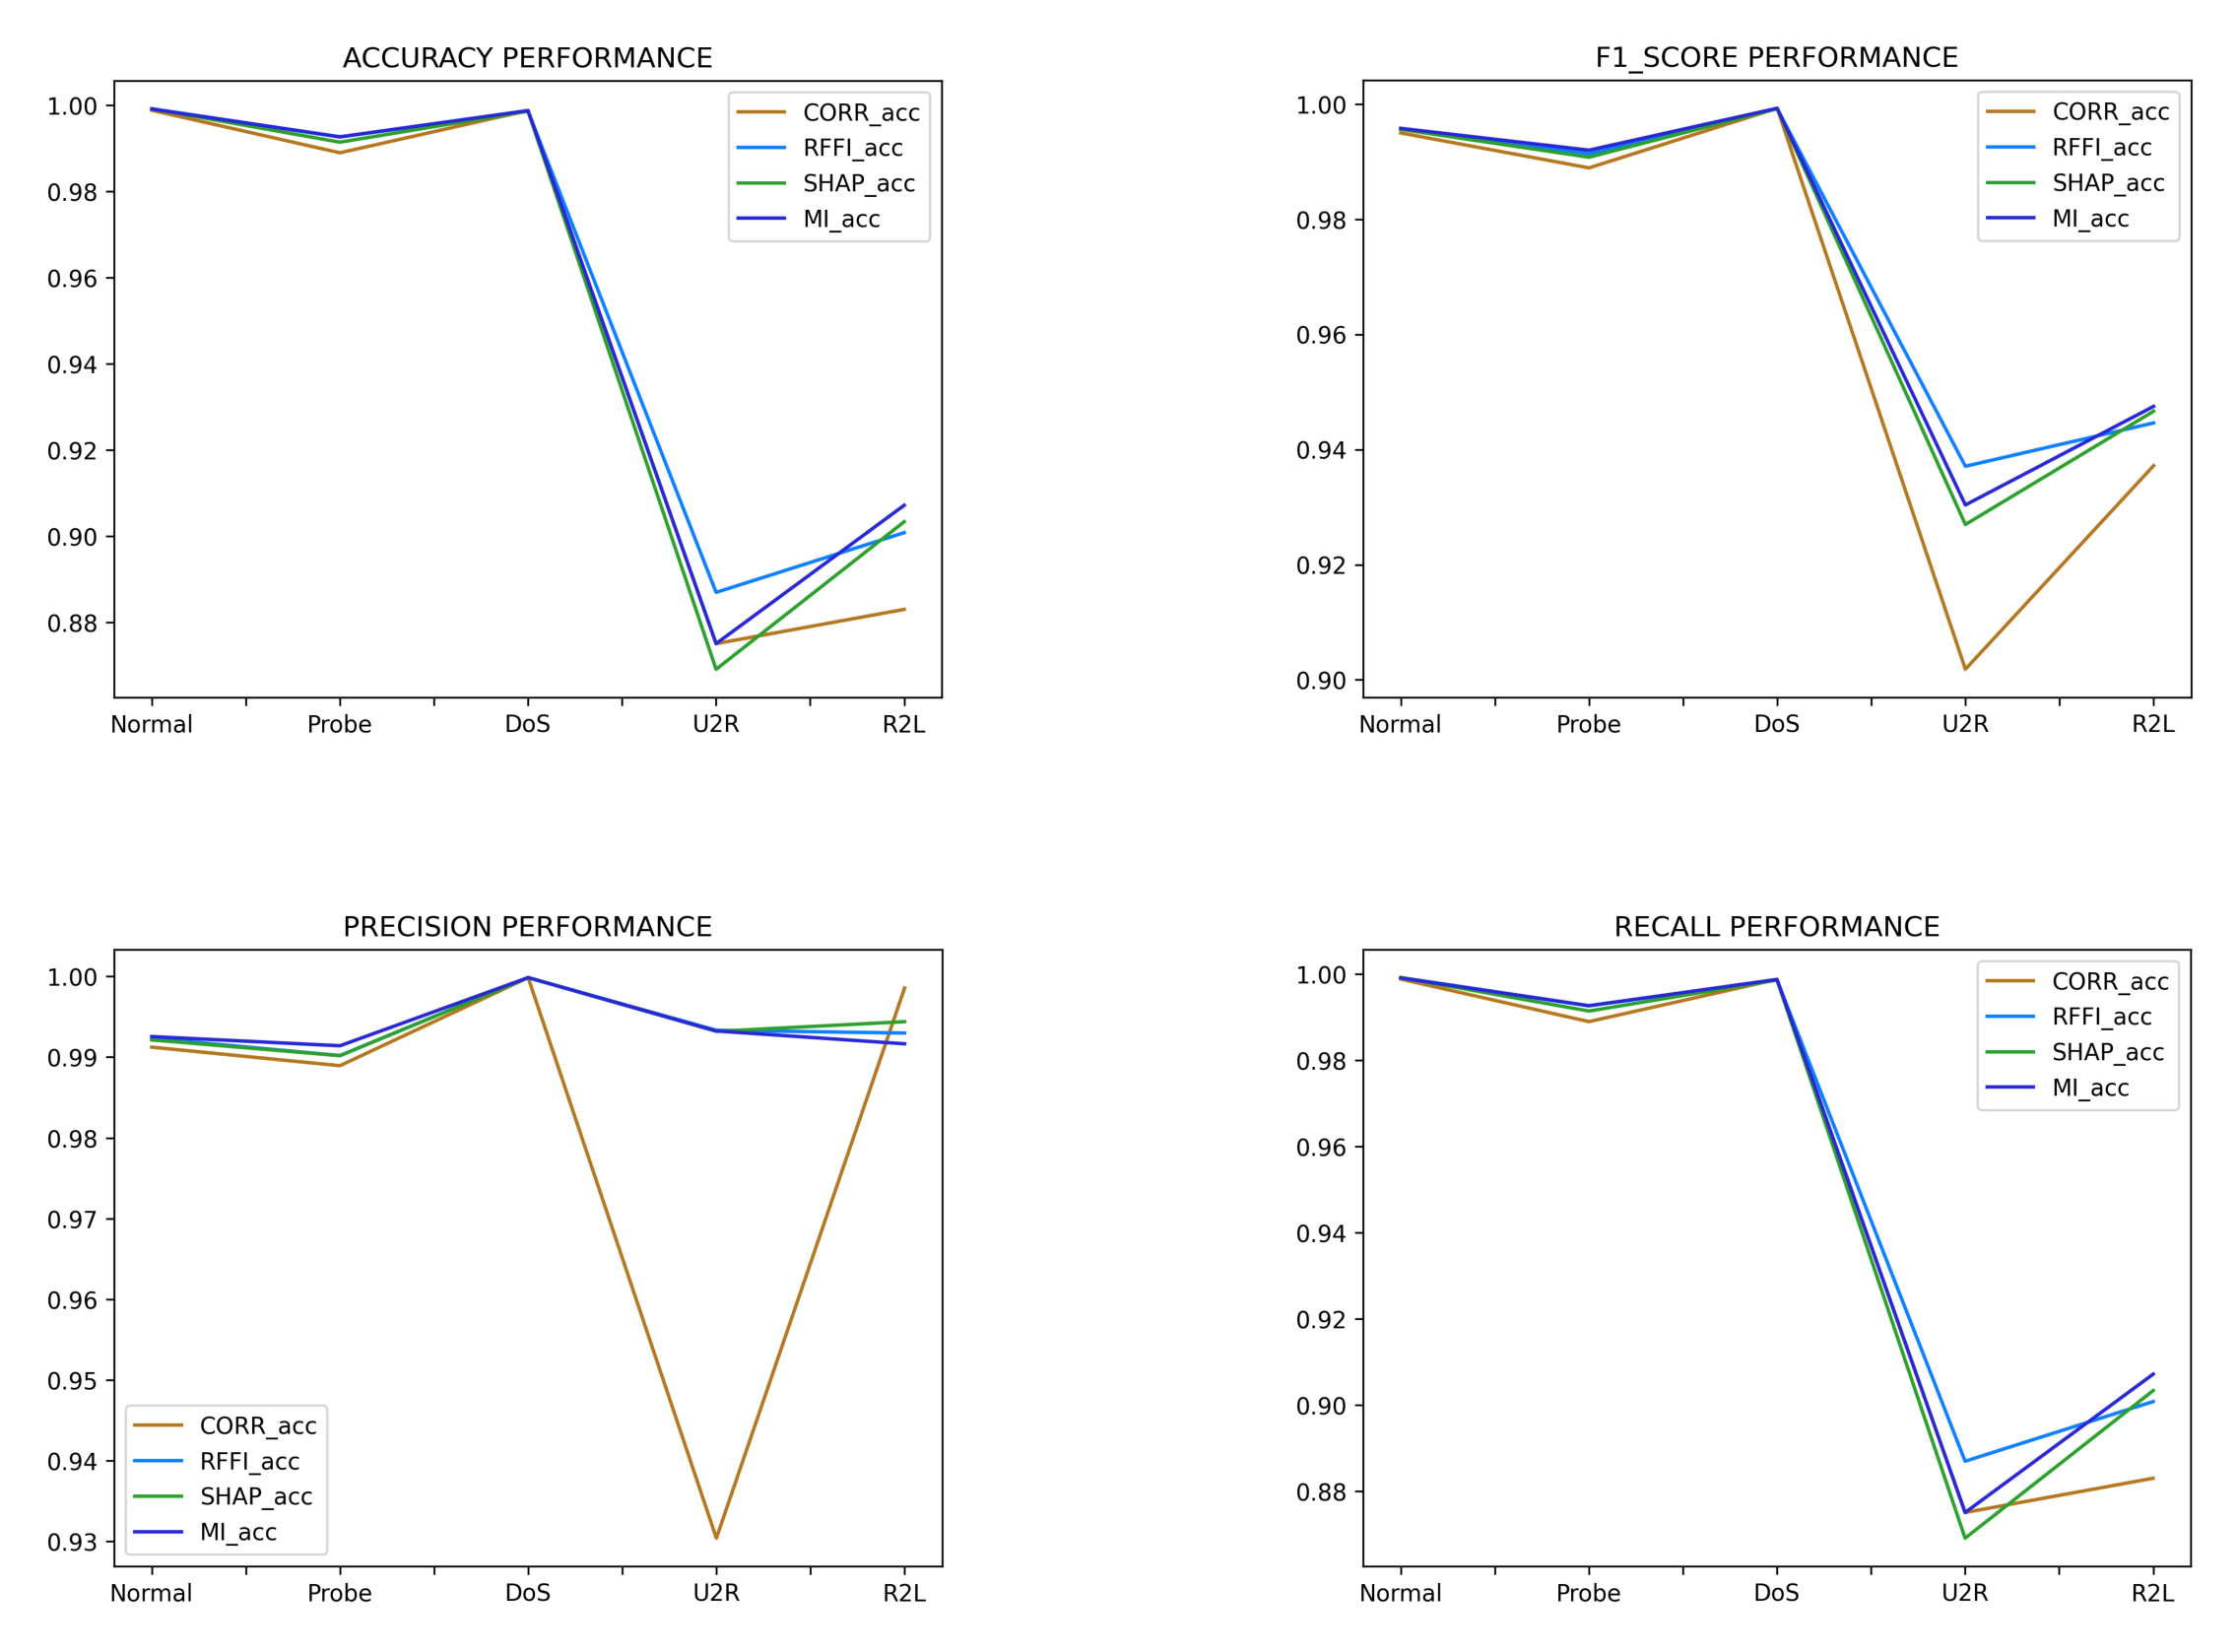 ACCURACY PERFORMANCE
1.00
0.98
0.96
0.94
0.92
0.90
0.88
CORR_acc
RFFI_acc
SHAP_acc
MI_acc
Normal Probe DoS U2R R2L
F1_SCORE PERFORMANCE
1.00
0.98
0.96
0.94
0.92
0.90
CORR_acc
RFFI_acc
SHAP_acc
MI_acc
Normal Probe DoS U2R R2L
PRECISION PERFORMANCE
1.00
0.99
0.98
0.97
0.96
0.95
0.94
0.93
CORR_acc
RFFI_acc
SHAP_acc
MI_acc
Normal Probe DoS U2R R2L
RECALL PERFORMANCE
1.00
0.98
0.96
0.94
0.92
0.90
0.88
CORR_acc
RFFI_acc
SHAP_acc
MI_acc
Normal Probe DoS U2R R2L